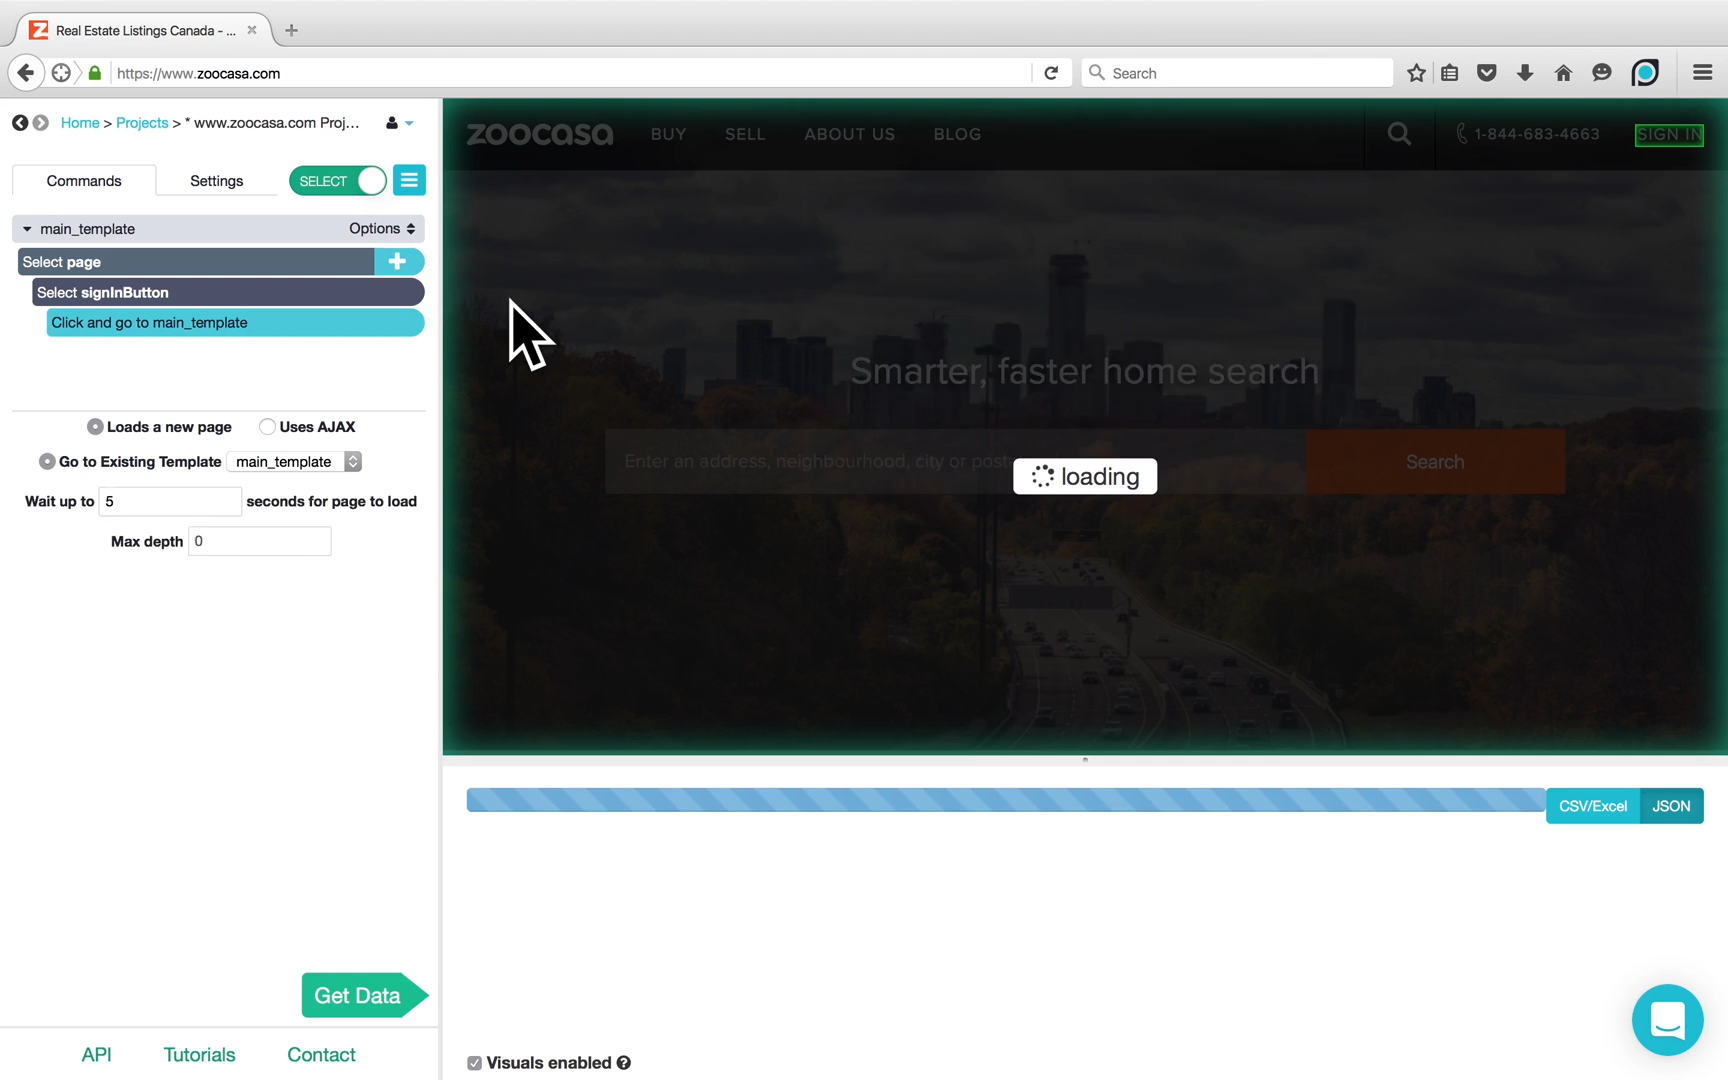 Real Estate Listings Canada - ...
https://www.zoocasa.com
Search
Home > Projects > * www.zoocasa.com Proj...
Commands
Settings
SELECT
main_template
Options
Select page
Select signInButton
Click and go to main_template
Loads a new page
Uses AJAX
Go to Existing Template
main_template
Wait up to 5 seconds for page to load
Max depth 0
Get Data
API
Tutorials
Contact
zoocasa
BUY
SELL
ABOUT US
BLOG
1-844-683-4663
SIGN IN
Smarter, faster home search
Enter an address, neighbourhood, city or post
loading
Search
CSV/Excel
JSON
Visuals enabled